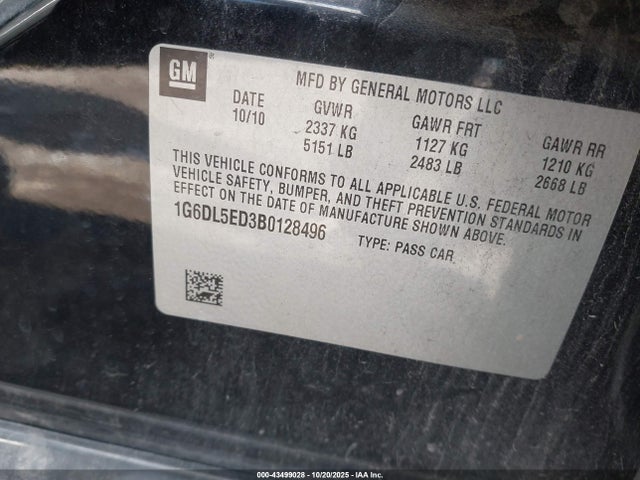 GM®
MFD BY GENERAL MOTORS LLC
DATE GVWR GAWR FRT GAWR RR
10/10 2337 KG 1127 KG 1210 KG
5151 LB 2483 LB 2668 LB
THIS VEHICLE CONFORMS TO ALL APPLICABLE U.S. FEDERAL MOTOR
VEHICLE SAFETY, BUMPER, AND THEFT PREVENTION STANDARDS IN
EFFECT ON THE DATE OF MANUFACTURE SHOWN ABOVE.
1G6DL5ED3B0128496 TYPE: PASS CAR
000-43499028 - 10/20/2025 - Copyright © IAA, Inc.